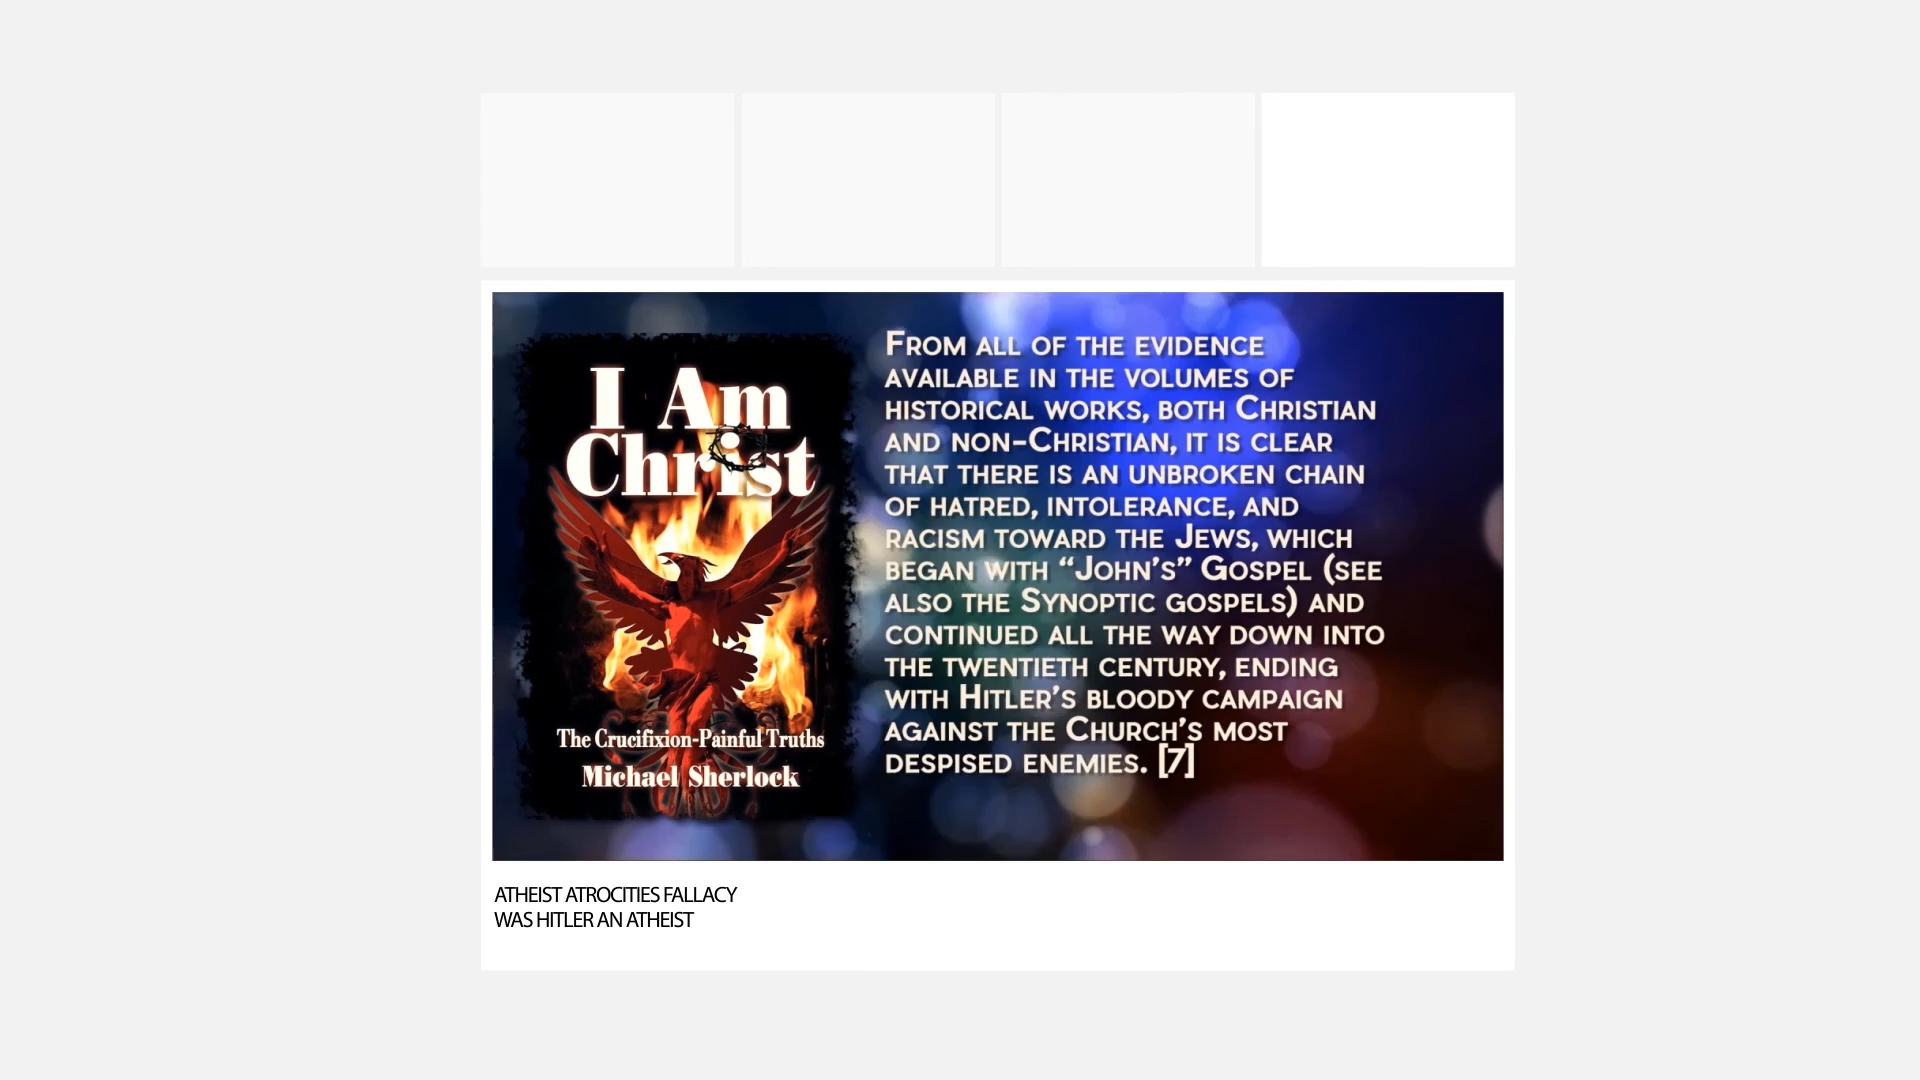 I Am
Christ
The Crucifixion-Painful Truths
Michael Sherlock
From all of the evidence
available in the volumes of
historical works, both Christian
and non-Christian, it is clear
that there is an unbroken chain
of hatred, intolerance, and
racism toward the Jews, which
began with “John’s” Gospel (see
also the Synoptic gospels) and
continued all the way down into
the twentieth century, ending
with Hitler’s bloody campaign
against the Church’s most
despised enemies. [7]
ATHEIST ATROCITIES FALLACY
WAS HITLER AN ATHEIST